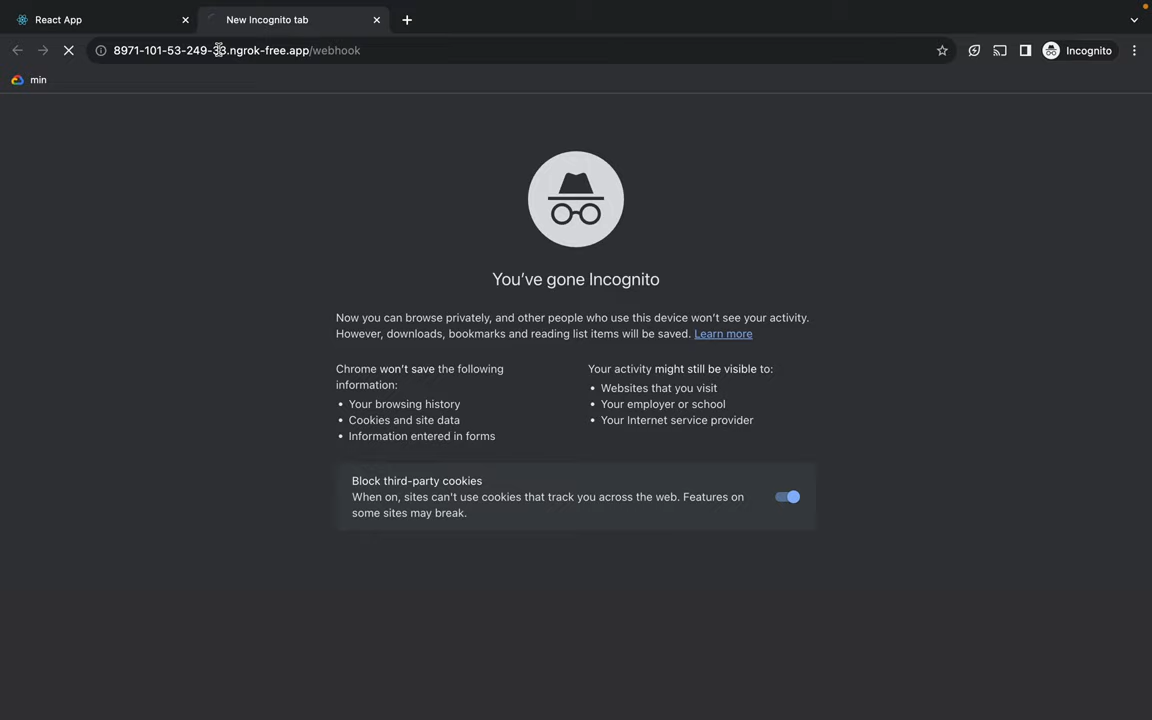 React App
New Incognito tab
8971-101-53-249-33.ngrok-free.app/webhook
Incognito
min
You've gone Incognito
Now you can browse privately, and other people who use this device won't see your activity.
However, downloads, bookmarks and reading list items will be saved. Learn more
Chrome won't save the following
information:
• Your browsing history
• Cookies and site data
• Information entered in forms
Your activity might still be visible to:
• Websites that you visit
• Your employer or school
• Your Internet service provider
Block third-party cookies
When on, sites can't use cookies that track you across the web. Features on
some sites may break.